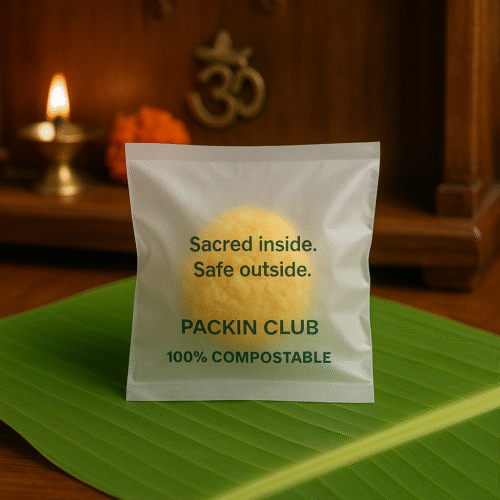 Sacred inside.
Safe outside.
PACKIN CLUB
100% COMPOSTABLE
ॐ